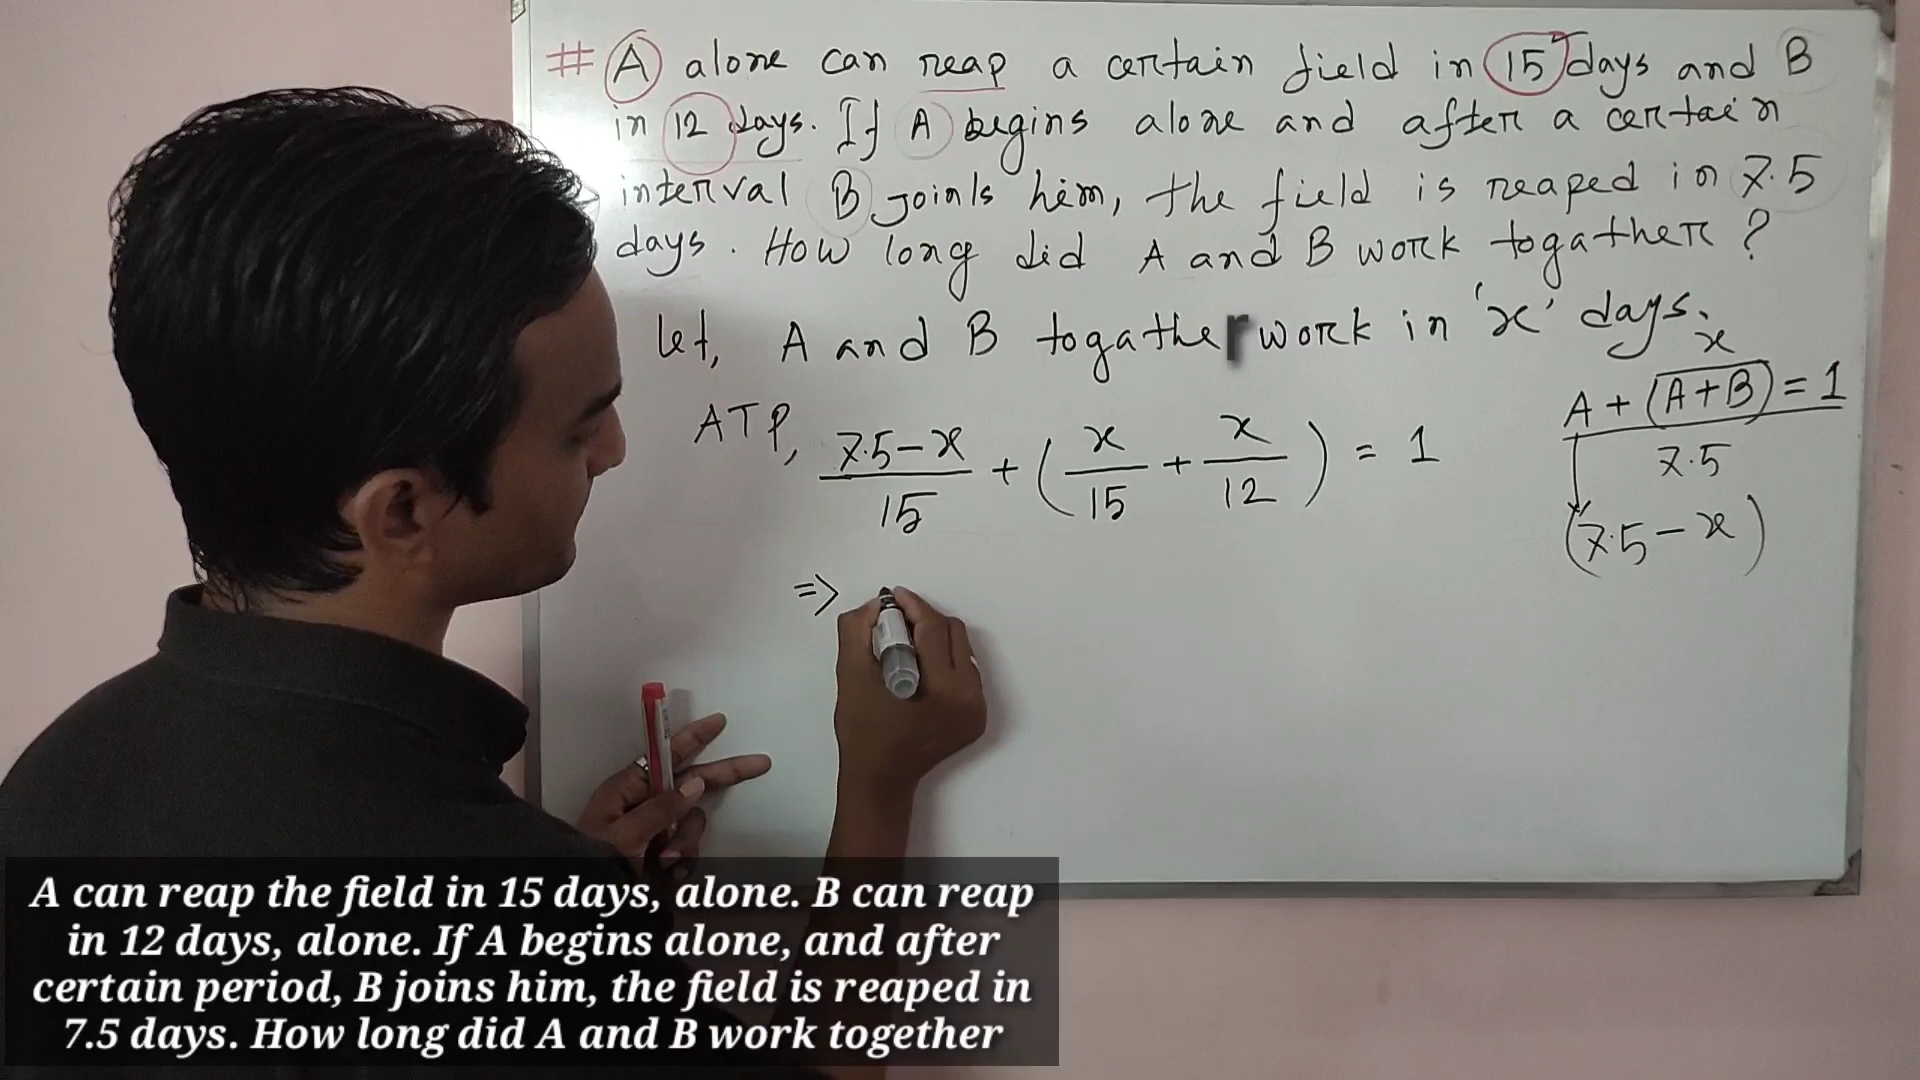 # A alone can reap a certain field in 15 days and B
in 12 days. If A begins alone and after a certain
interval B joinls him, the field is reaped in 7.5
days. How long did A and B work togather?
let, A and B togather work in 'x' days.
ATP, 7.5-x/15 + (x/15 + x/12) = 1
=>
x
A + (A+B) = 1
7.5
(7.5-x)
A can reap the field in 15 days, alone. B can reap
in 12 days, alone. If A begins alone, and after
certain period, B joins him, the field is reaped in
7.5 days. How long did A and B work together